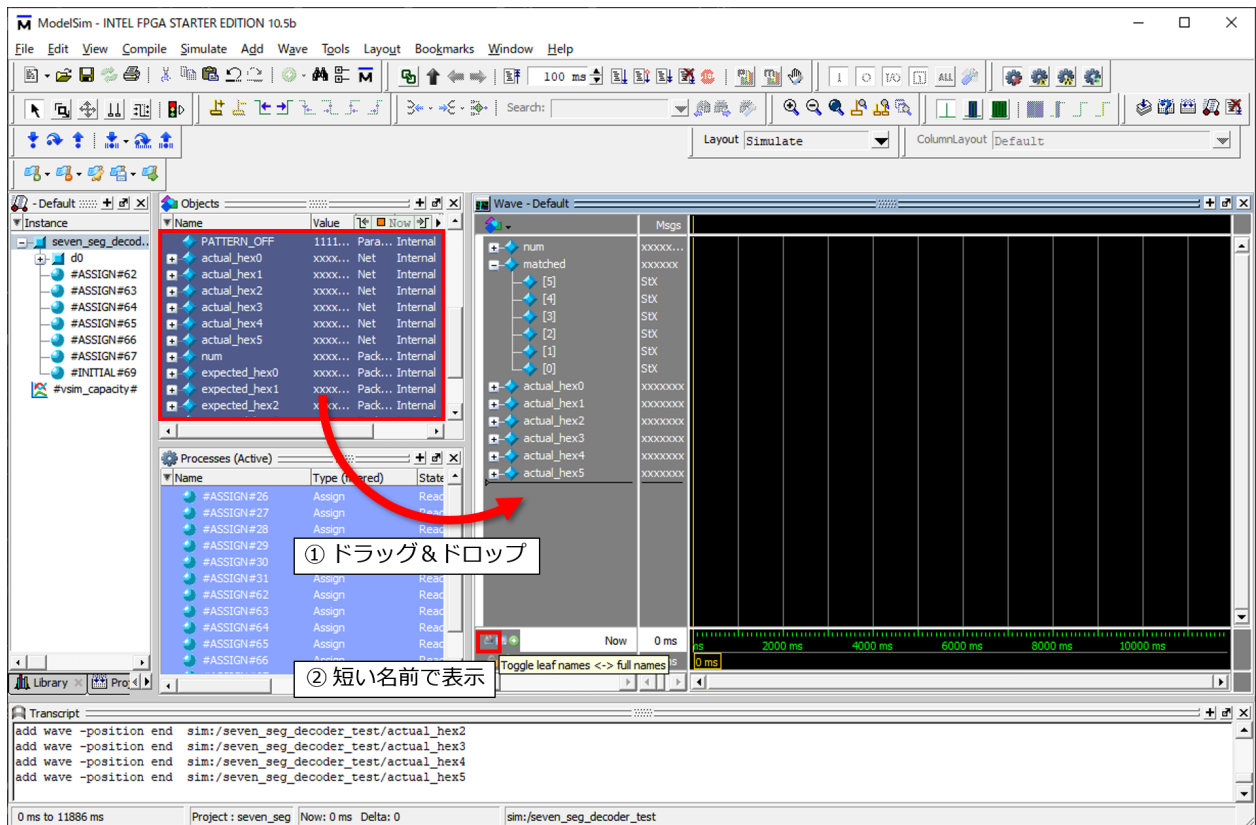 ModelSim - INTEL FPGA STARTER EDITION 10.5b
File Edit View Compile Simulate Add Wave Tools Layout Bookmarks Window Help
100 ms
1 0 I/O ALL
Search:
Layout Simulate
ColumnLayout Default
- Default
Instance
seven_seg_decod..
d0
#ASSIGN#62
#ASSIGN#63
#ASSIGN#64
#ASSIGN#65
#ASSIGN#66
#ASSIGN#67
#INITIAL#69
#vsim_capacity#
Library
Objects
Name Value Now
PATTERN_OFF 1111... Para... Internal
actual_hex0 xxxx... Net Internal
actual_hex1 xxxx... Net Internal
actual_hex2 xxxx... Net Internal
actual_hex3 xxxx... Net Internal
actual_hex4 xxxx... Net Internal
actual_hex5 xxxx... Net Internal
num xxxx... Pack... Internal
expected_hex0 xxxx... Pack... Internal
expected_hex1 xxxx... Pack... Internal
expected_hex2 Pack... Internal
Processes (Active)
Name State
#ASSIGN#26 Assign
#ASSIGN#27 Assign
#ASSIGN#28 Assign
#ASSIGN#29
#ASSIGN#30
#ASSIGN#31 Assign
#ASSIGN#62 Assign
#ASSIGN#63 Assign
#ASSIGN#64 Assign
#ASSIGN#65 Assign
#ASSIGN#66
① ドラッグ＆ドロップ
② 短い名前で表示
Wave - Default
Msgs
num xxxxx...
matched xxxxxx
[5] StX
[4] StX
[3] StX
[2] StX
[1] StX
[0] StX
actual_hex0 xxxxxxx
actual_hex1 xxxxxxx
actual_hex2 xxxxxxx
actual_hex3 xxxxxxx
actual_hex4 xxxxxxx
actual_hex5 xxxxxxx
Now 0 ms
2000 ms 4000 ms 6000 ms 8000 ms 10000 ms
Toggle leaf names <-> full names
0 ms
Transcript
add wave -position end sim:/seven_seg_decoder_test/actual_hex2
add wave -position end sim:/seven_seg_decoder_test/actual_hex3
add wave -position end sim:/seven_seg_decoder_test/actual_hex4
add wave -position end sim:/seven_seg_decoder_test/actual_hex5
0 ms to 11886 ms Project : seven_seg Now: 0 ms Delta: 0 sim:/seven_seg_decoder_test